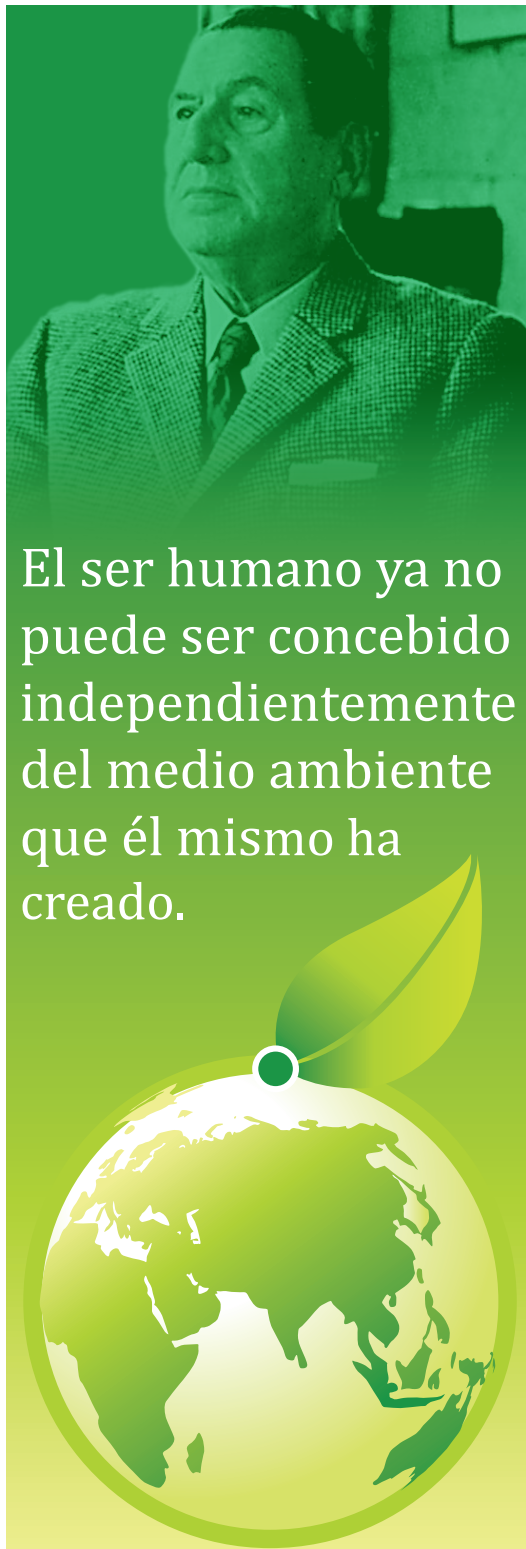 El ser humano ya no
puede ser concebido
independientemente
del medio ambiente
que él mismo ha
creado.